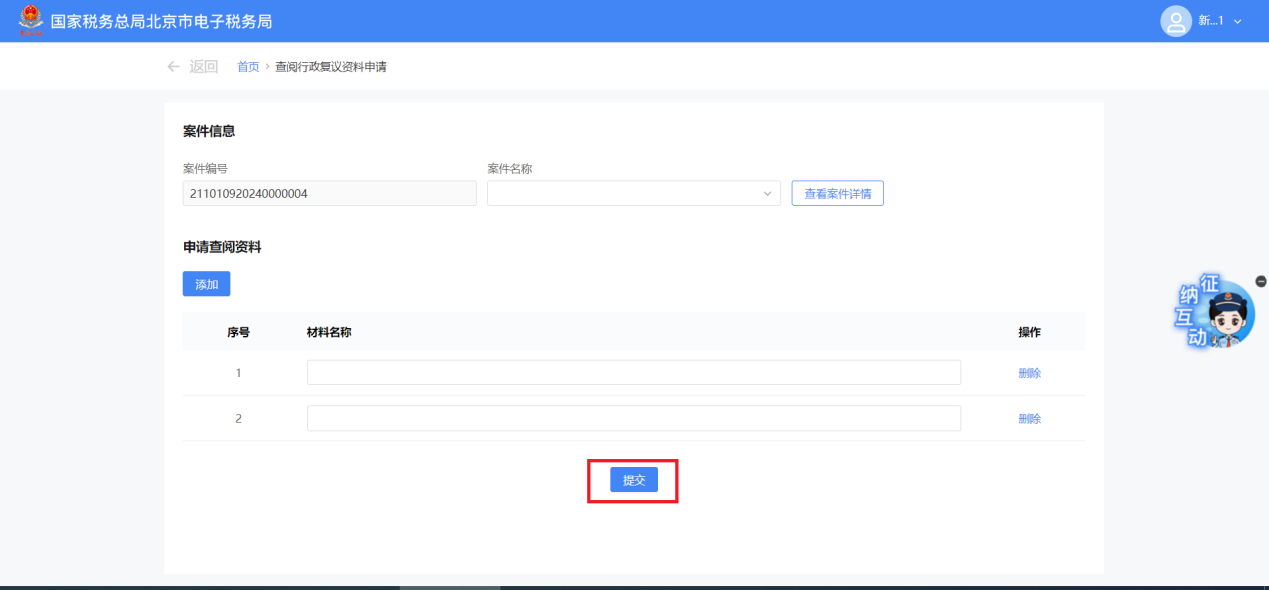 国家税务总局北京市电子税务局
新...1
返回 首页 › 查阅行政复议资料申请
案件信息
案件编号 案件名称
211010920240000004 查看案件详情
申请查阅资料
添加
序号 材料名称 操作
1 删除
2 删除
提交
征纳互动